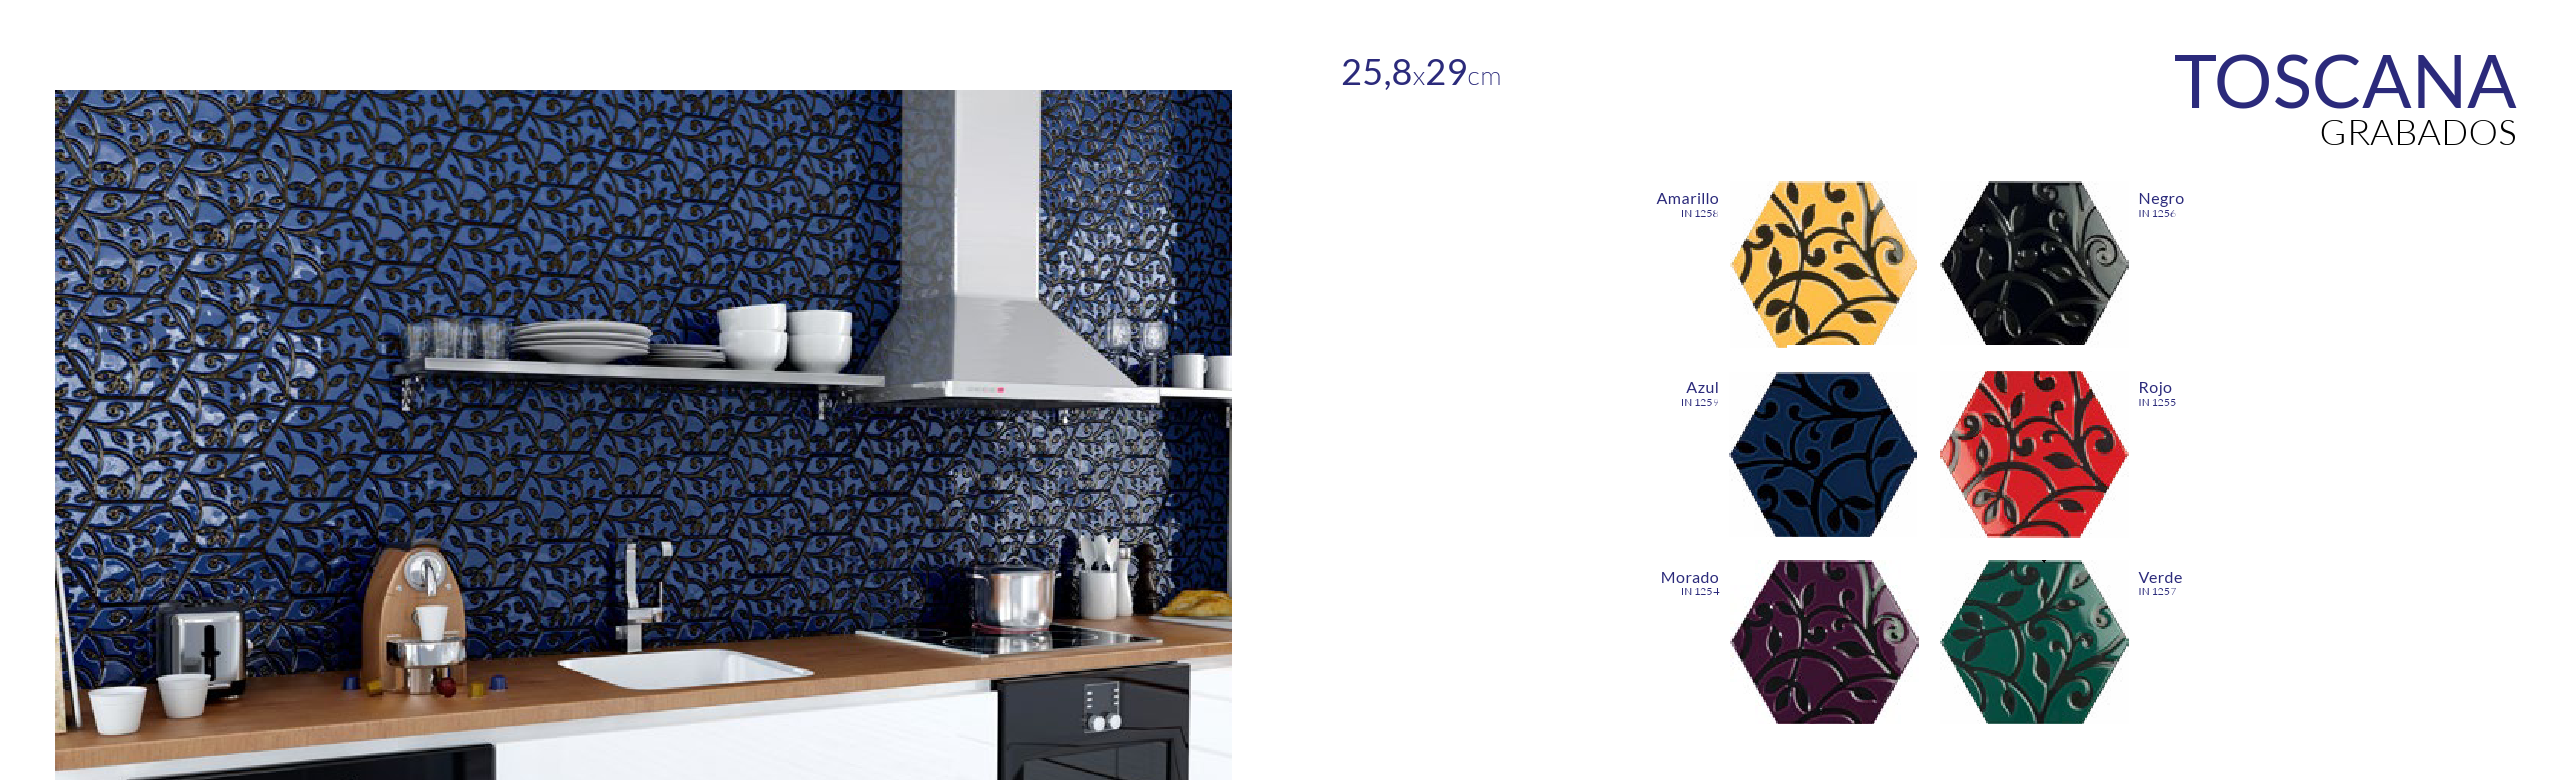 25,8x29cm
TOSCANA
GRABADOS
Amarillo
IN 1258
Negro
IN 1256
Azul
IN 1259
Rojo
IN 1255
Morado
IN 1254
Verde
IN 1257